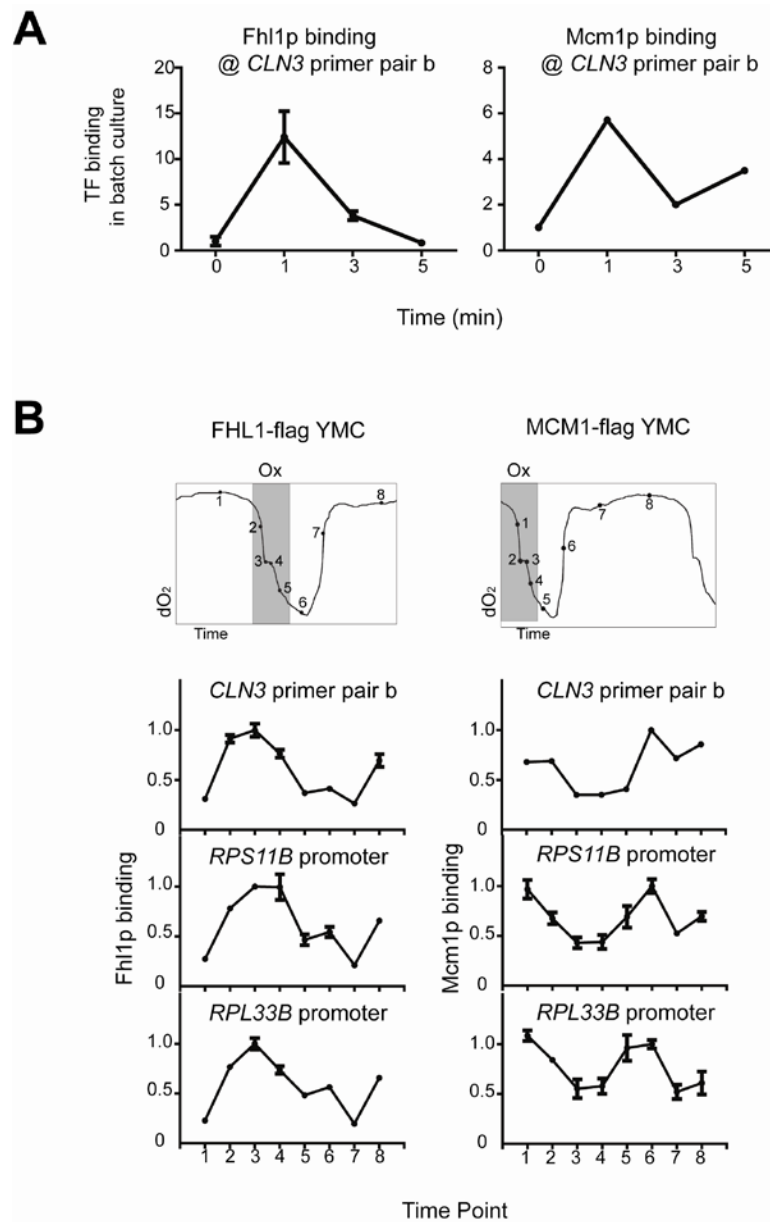 A
Fhl1p binding
@ CLN3 primer pair b
TF binding
in batch culture
20
15
10
5
0
0 1 3 5
Mcm1p binding
@ CLN3 primer pair b
8
6
4
2
0
0 1 3 5
Time (min)
B
FHL1-flag YMC
Ox
dO2
1
2
3
4
5
6
7
8
Time
MCM1-flag YMC
Ox
dO2
1
2
3
4
5
6
7
8
Time
Fhl1p binding
CLN3 primer pair b
1.0
0.5
0
RPS11B promoter
1.0
0.5
0
RPL33B promoter
1.0
0.5
0
1 2 3 4 5 6 7 8
Mcm1p binding
CLN3 primer pair b
1.0
0.5
0
RPS11B promoter
1.0
0.5
0
RPL33B promoter
1.0
0.5
0
1 2 3 4 5 6 7 8
Time Point